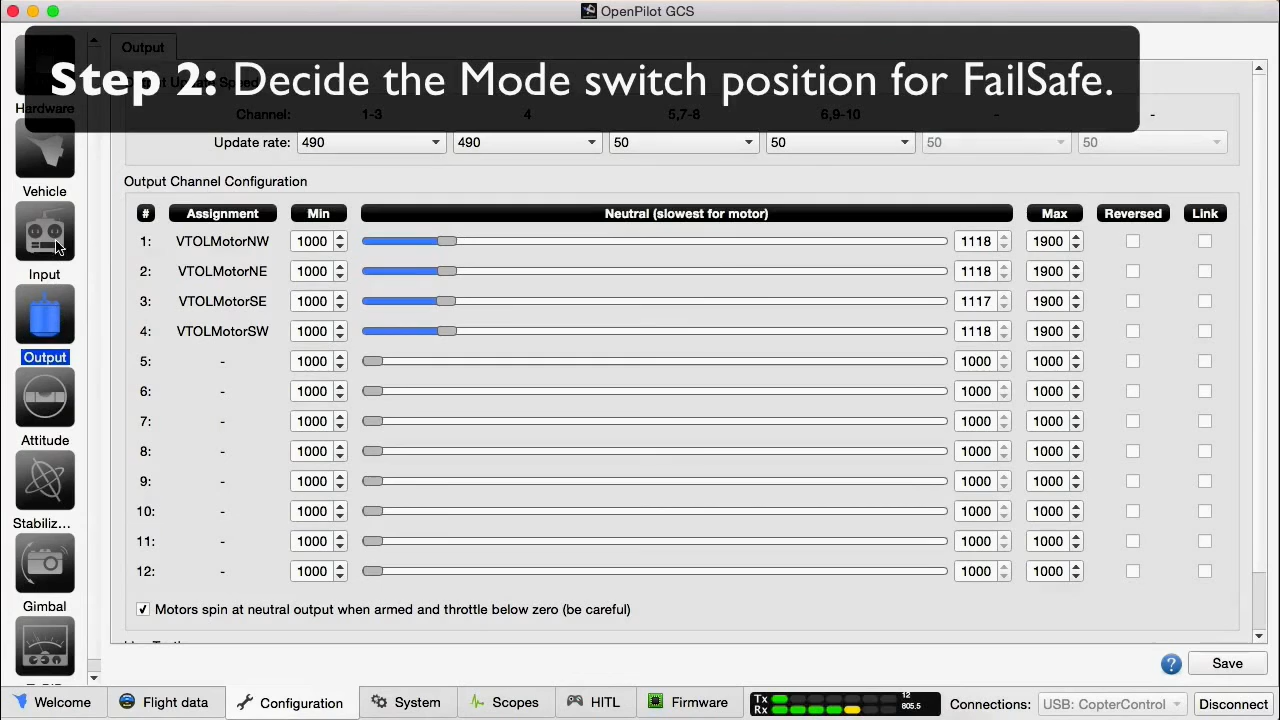 OpenPilot GCS
Output
Step 2: Decide the Mode switch position for FailSafe.
Hardware
Channel: 1-3 4 5,7-8 6,9-10 - -
Update rate: 490 490 50 50 50 50
Vehicle
Output Channel Configuration
# Assignment Min Neutral (slowest for motor) Max Reversed Link
1: VTOLMotorNW 1000 1118 1900
2: VTOLMotorNE 1000 1118 1900
Input
3: VTOLMotorSE 1000 1117 1900
4: VTOLMotorSW 1000 1118 1900
Output
5: - 1000 1000 1000
6: - 1000 1000 1000
7: - 1000 1000 1000
Attitude
8: - 1000 1000 1000
9: - 1000 1000 1000
10: - 1000 1000 1000
Stabiliz...
11: - 1000 1000 1000
12: - 1000 1000 1000
Gimbal
Motors spin at neutral output when armed and throttle below zero (be careful)
? Save
Welcome Flight data Configuration System Scopes HITL Firmware Tx Rx 12 805.5 Connections: USB: CopterControl Disconnect